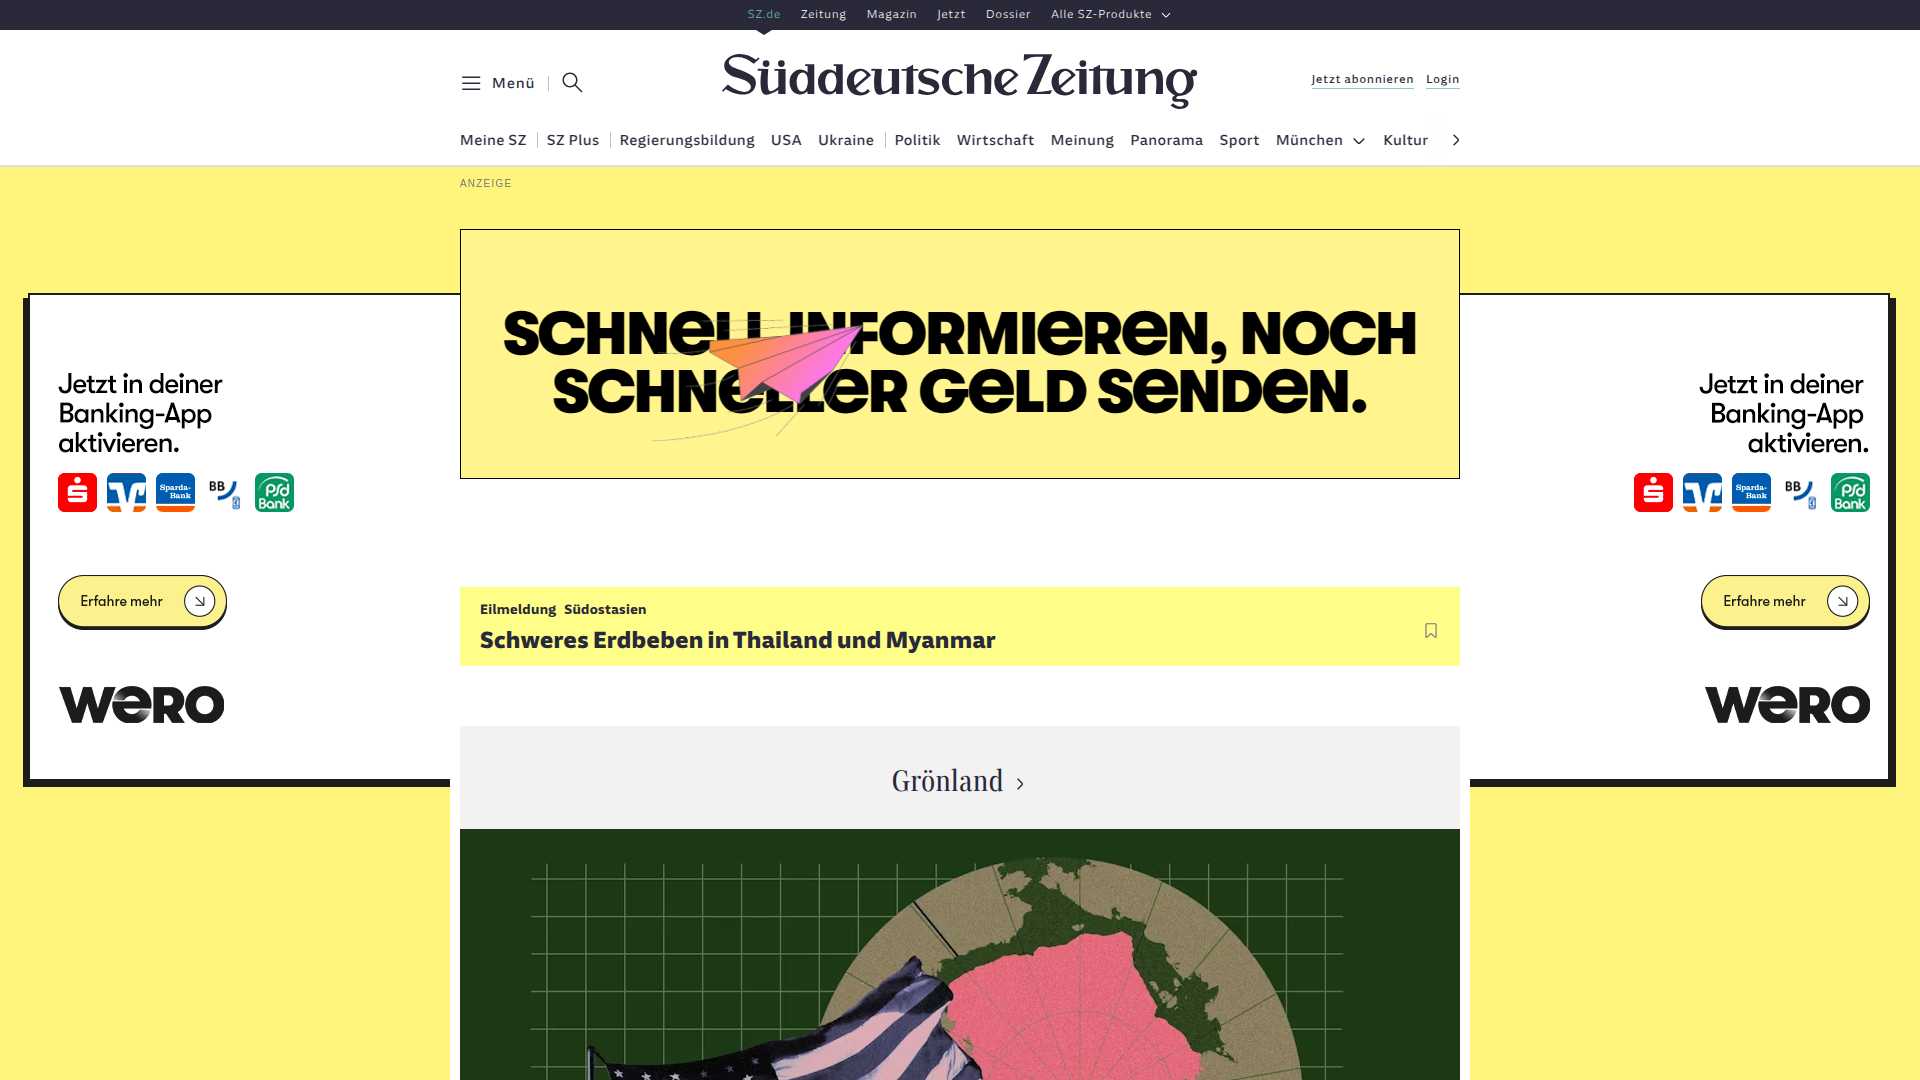 SZ.de Zeitung Magazin Jetzt Dossier Alle SZ-Produkte
Menü
Süddeutsche Zeitung
Jetzt abonnieren Login
Meine SZ SZ Plus Regierungsbildung USA Ukraine Politik Wirtschaft Meinung Panorama Sport München Kultur
ANZEIGE
SCHNELL INFORMIEREN, NOCH
SCHNELLER GELD SENDEN.
Jetzt in deiner
Banking-App
aktivieren.
Sparda-
Bank
BB
psd
Bank
Erfahre mehr
wero
Jetzt in deiner
Banking-App
aktivieren.
Sparda-
Bank
BB
psd
Bank
Erfahre mehr
wero
Eilmeldung Südostasien
Schweres Erdbeben in Thailand und Myanmar
Grönland